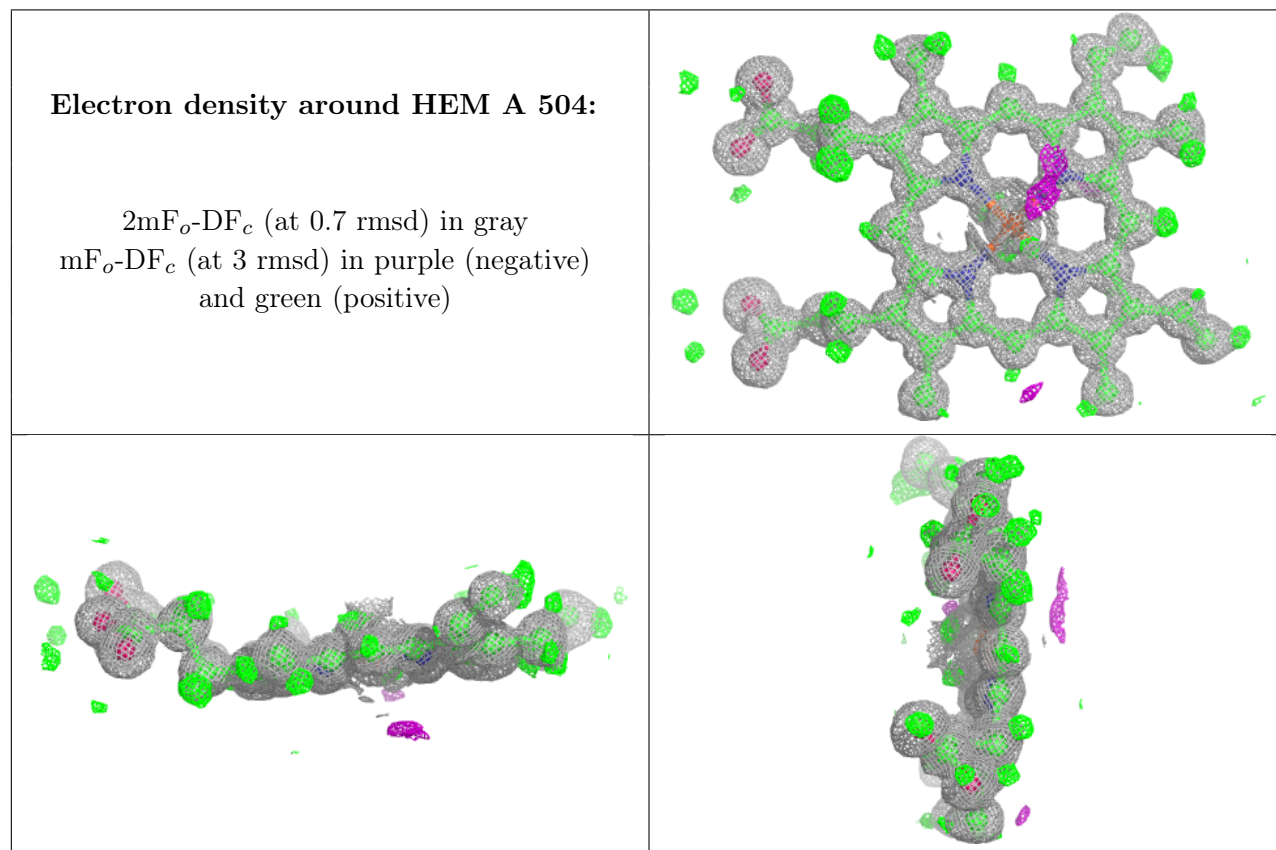 Electron density around HEM A 504:
2mFo-DFc (at 0.7 rmsd) in gray
mFo-DFc (at 3 rmsd) in purple (negative)
and green (positive)